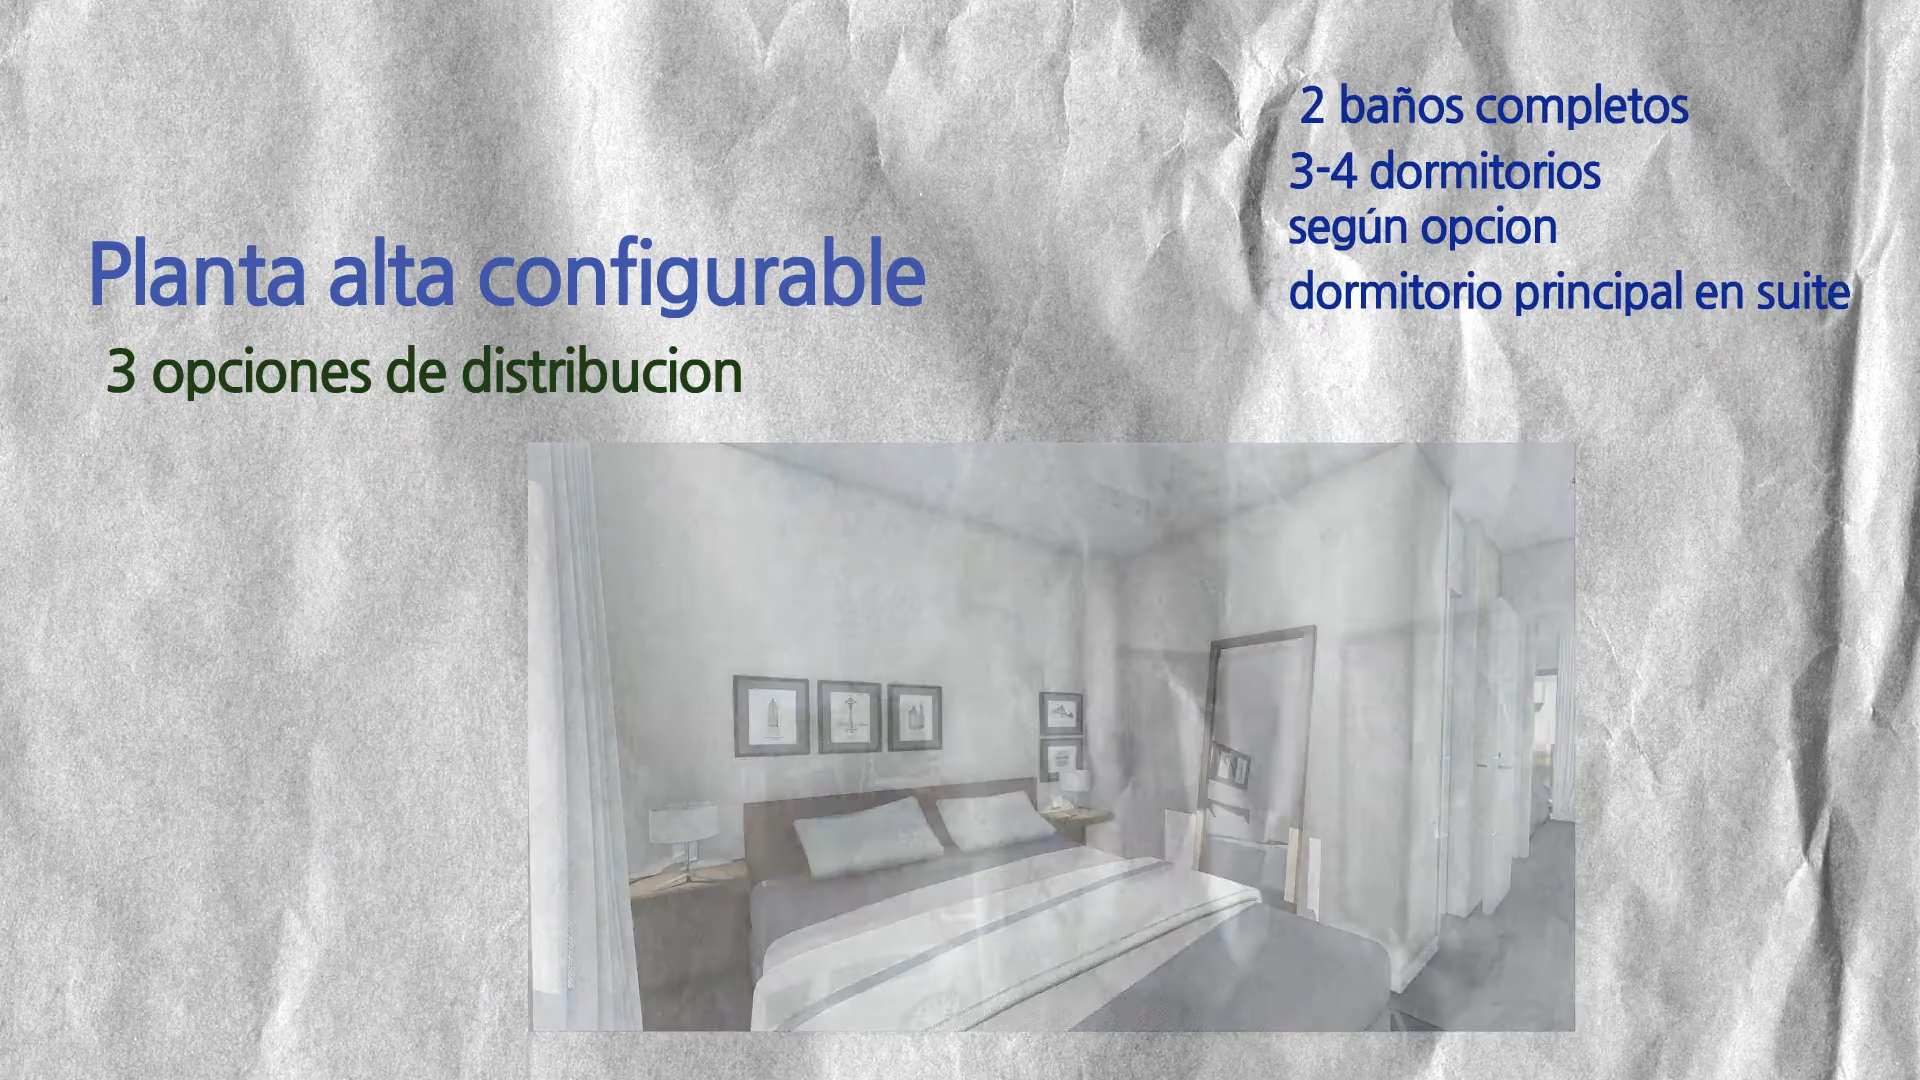 Planta alta configurable
3 opciones de distribucion
2 baños completos
3-4 dormitorios
según opcion
dormitorio principal en suite